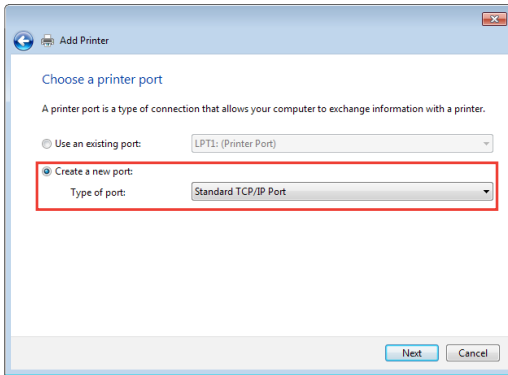 Add Printer
Choose a printer port
A printer port is a type of connection that allows your computer to exchange information with a printer.
Use an existing port: LPT1: (Printer Port)
Create a new port:
Type of port: Standard TCP/IP Port
Next Cancel